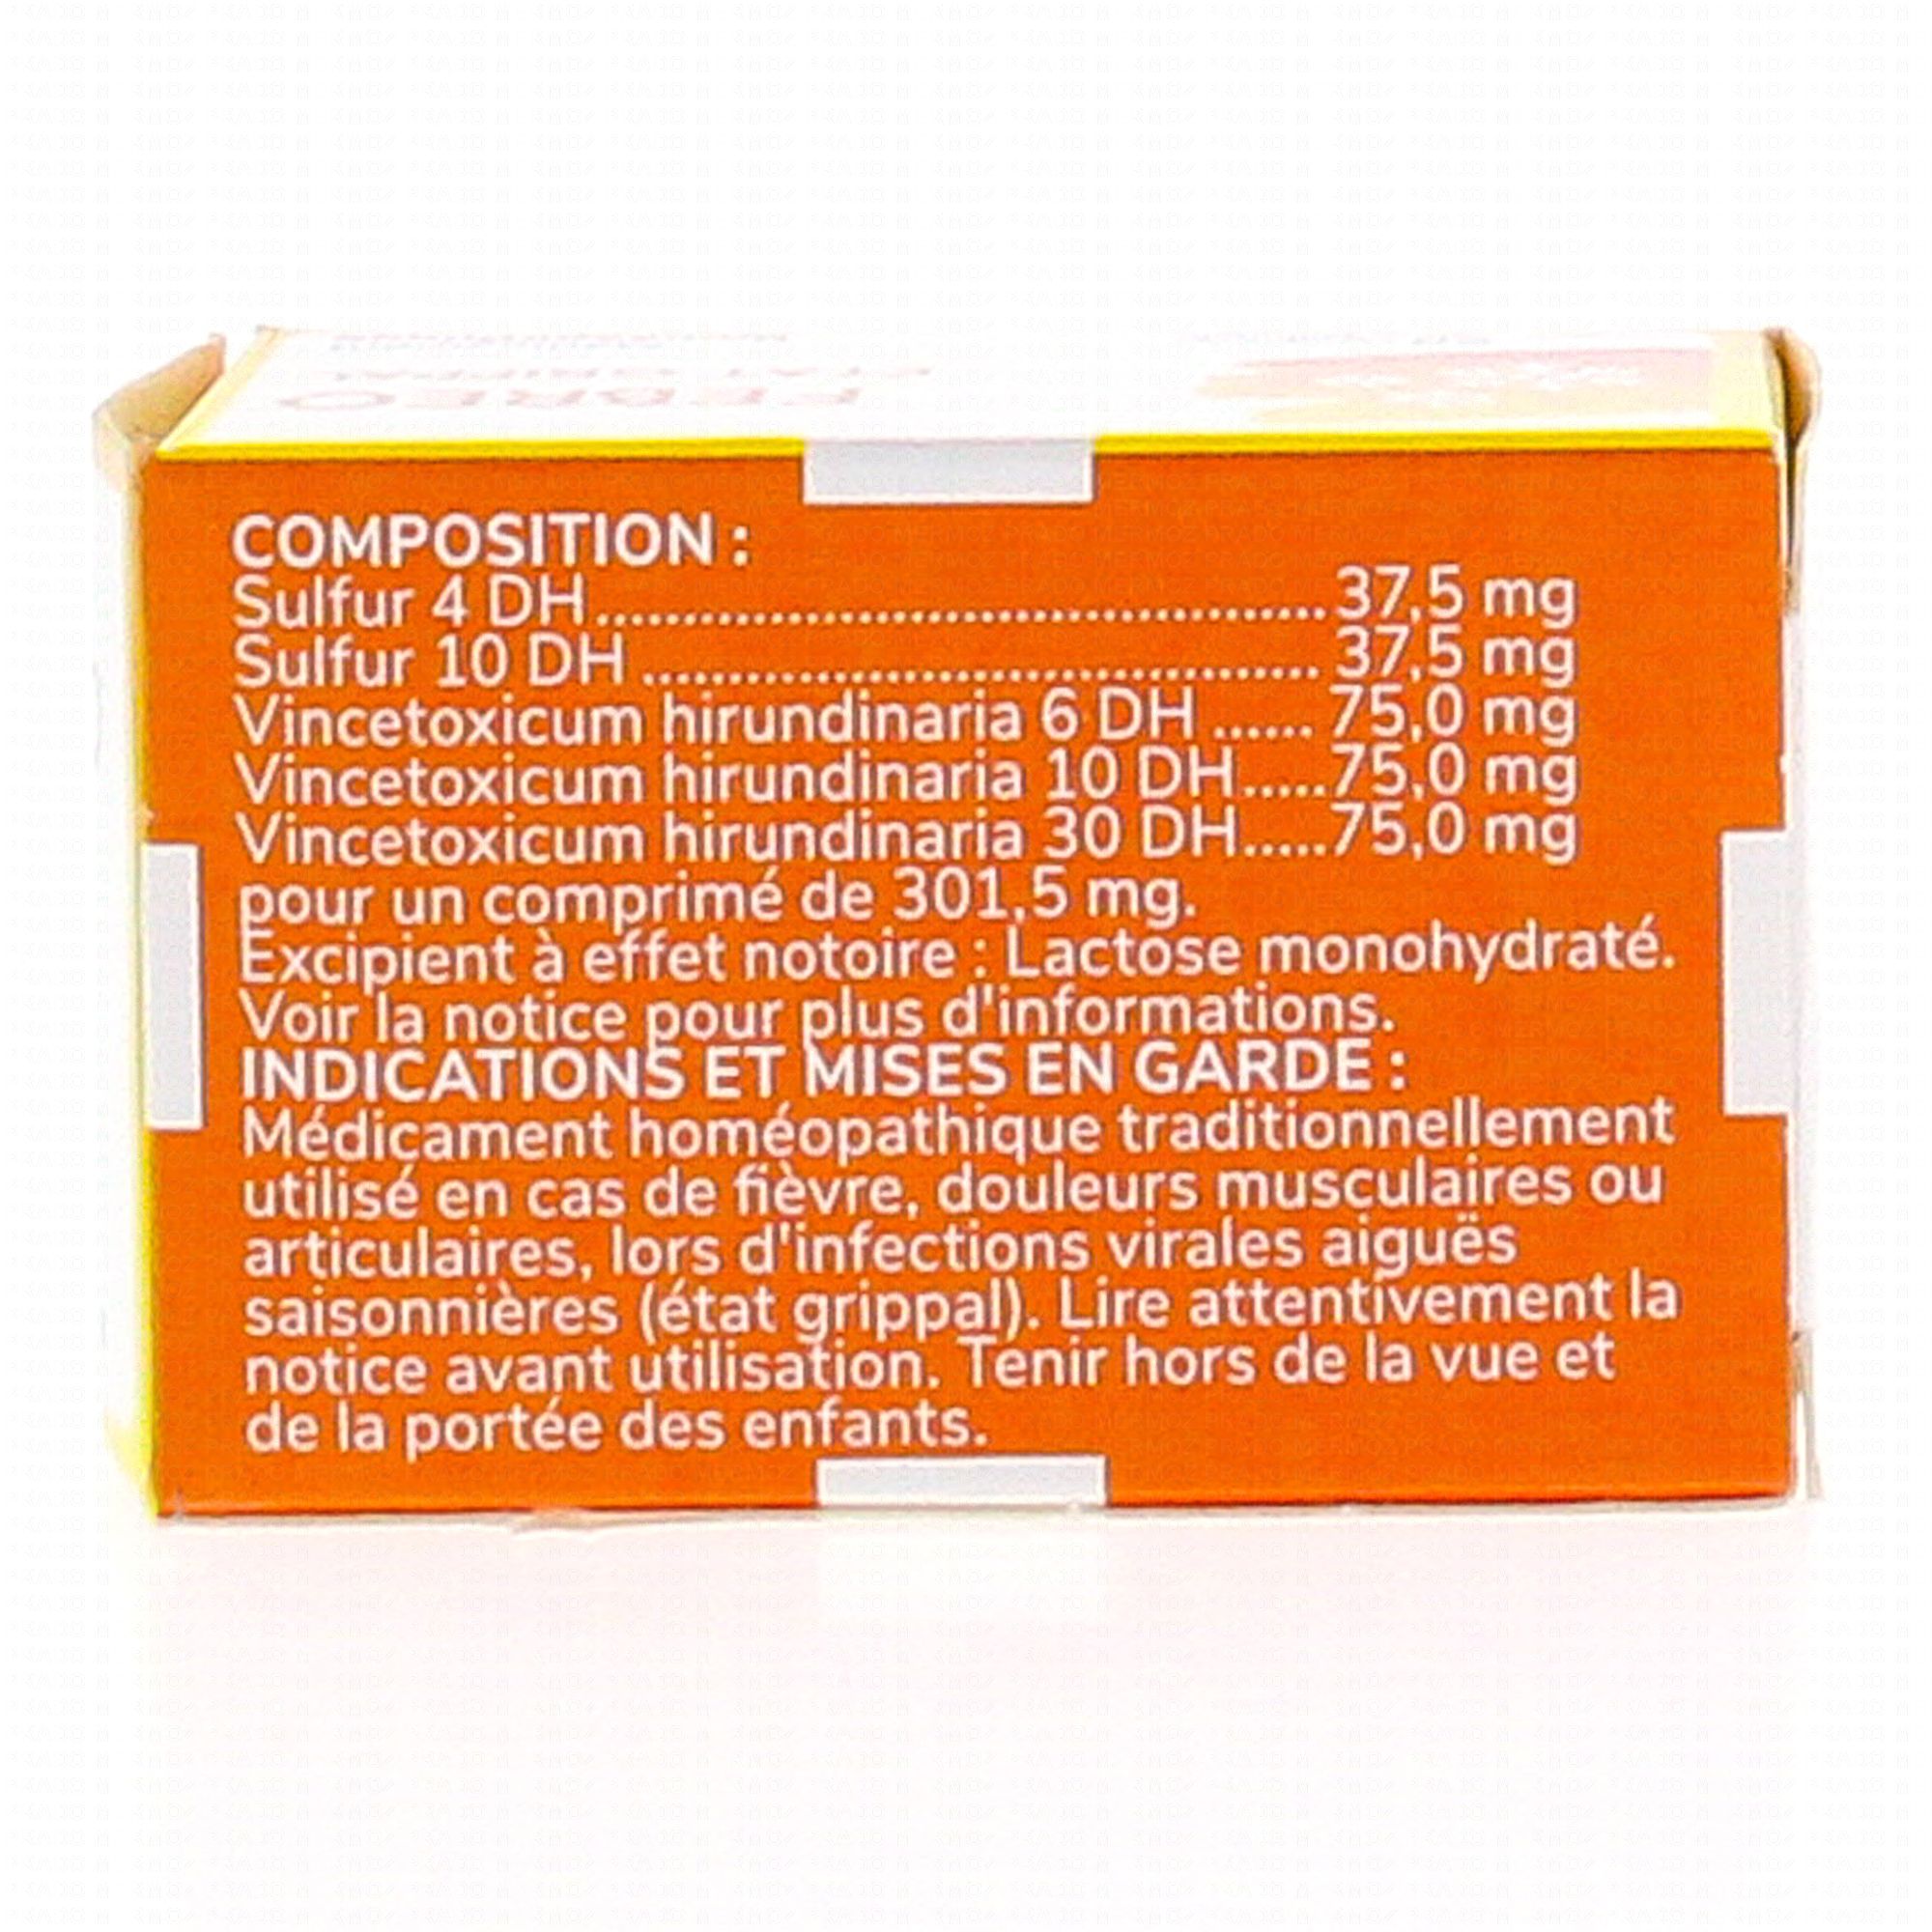 COMPOSITION :
Sulfur 4 DH.................................................37,5 mg
Sulfur 10 DH .............................................. 37,5 mg
Vincetoxicum hirundinaria 6 DH ...... 75,0 mg
Vincetoxicum hirundinaria 10 DH.....75,0 mg
Vincetoxicum hirundinaria 30 DH.....75,0 mg
pour un comprimé de 301,5 mg.
Excipient à effet notoire : Lactose monohydraté.
Voir la notice pour plus d'informations.
INDICATIONS ET MISES EN GARDE :
Médicament homéopathique traditionnellement
utilisé en cas de fièvre, douleurs musculaires ou
articulaires, lors d'infections virales aiguës
saisonnières (état grippal). Lire attentivement la
notice avant utilisation. Tenir hors de la vue et
de la portée des enfants.